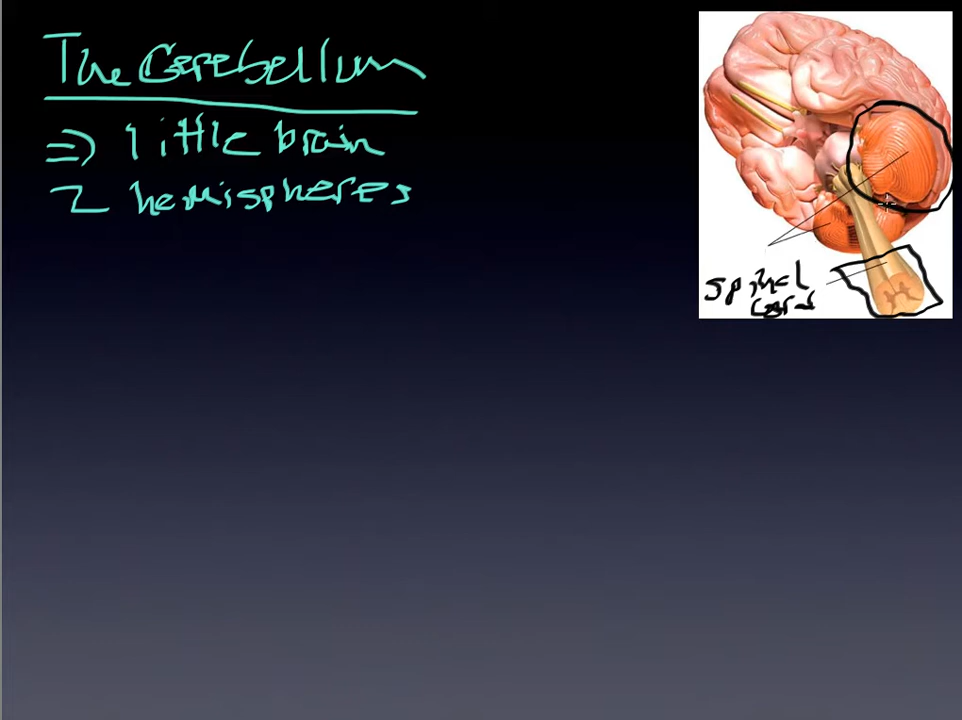 The Cerebellum
=> little brain
2 hemispheres
spinal
cord